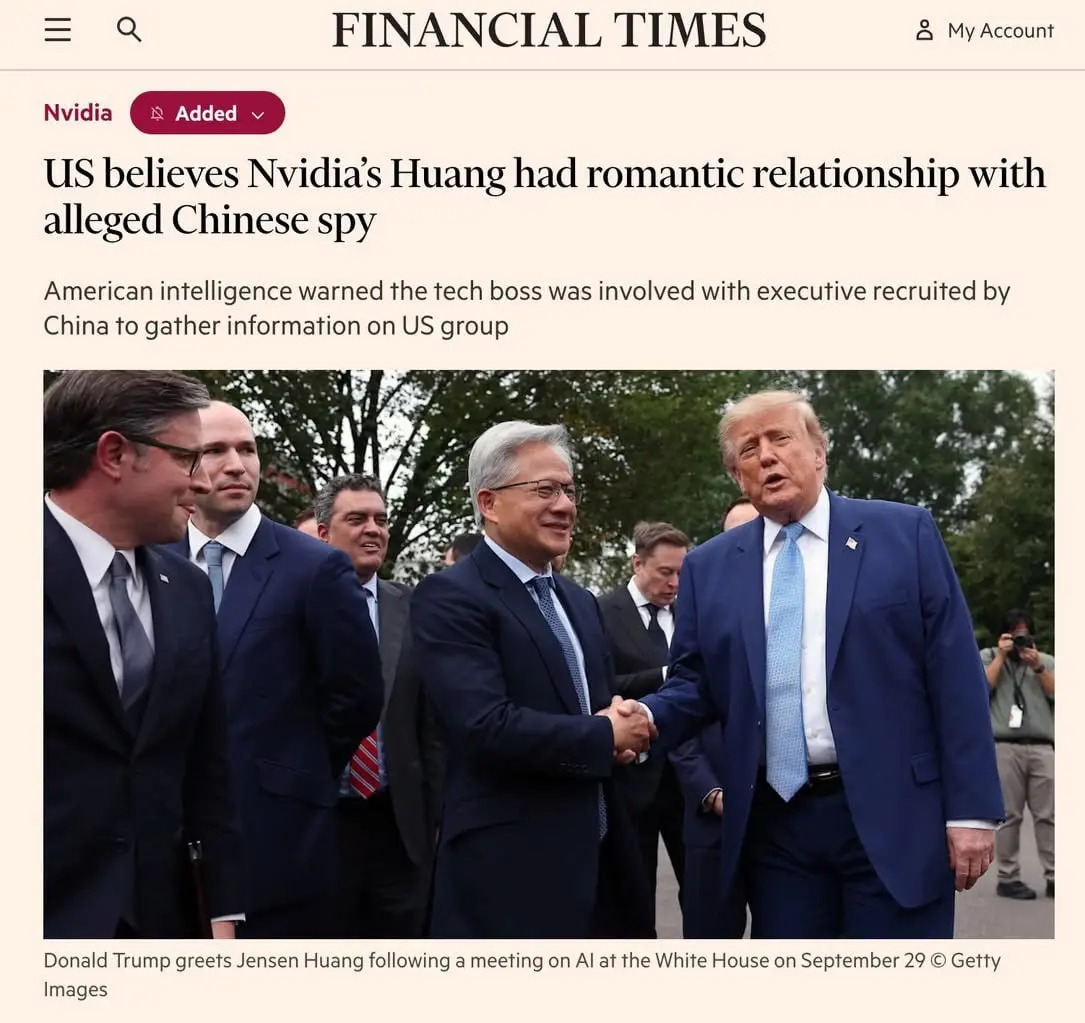 FINANCIAL TIMES
My Account
Nvidia
Added
US believes Nvidia’s Huang had romantic relationship with
alleged Chinese spy
American intelligence warned the tech boss was involved with executive recruited by
China to gather information on US group
Donald Trump greets Jensen Huang following a meeting on AI at the White House on September 29 © Getty
Images